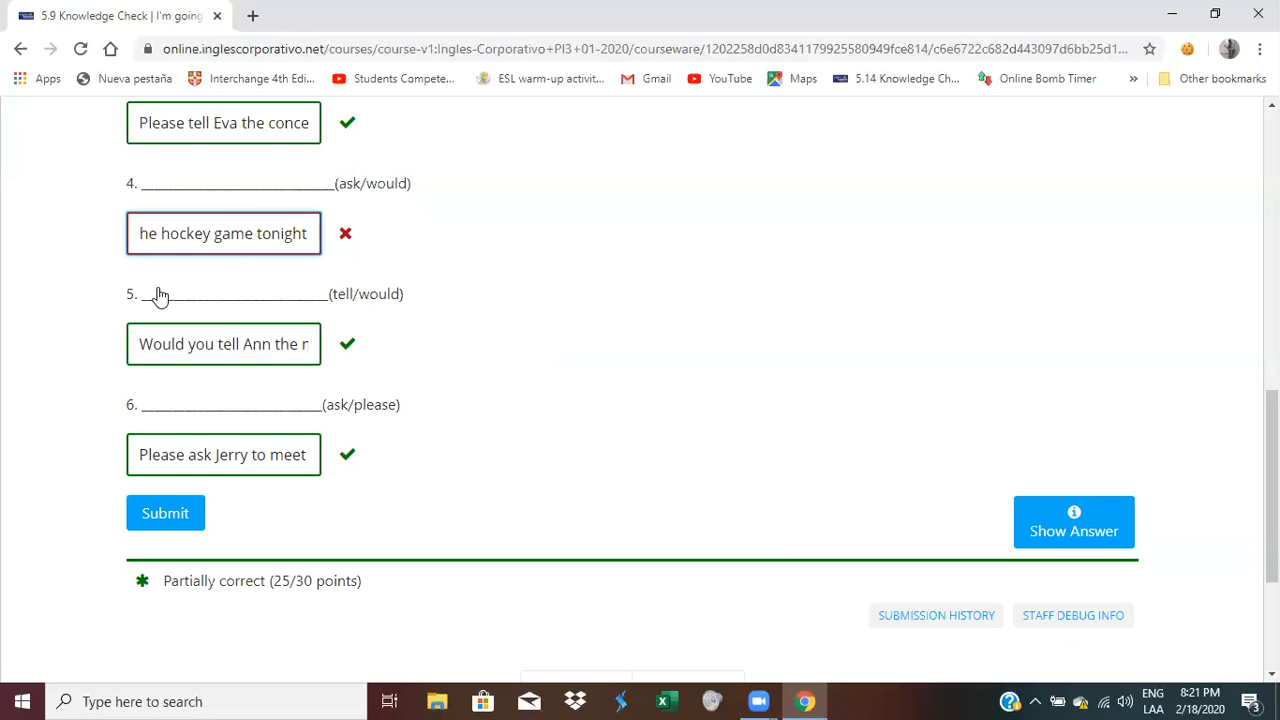 5.9 Knowledge Check | I'm going
online.inglescorporativo.net/courses/course-v1:Ingles-Corporativo+PI3+01-2020/courseware/1202258d0d8341179925580949fce814/c6e6722c682d443097d6bb25d1...
Apps Nueva pestaña Interchange 4th Edi... Students Compete... ESL warm-up activit... Gmail YouTube Maps 5.14 Knowledge Ch... Online Bomb Timer » Other bookmarks
Please tell Eva the conce
4. ____________________________(ask/would)
he hockey game tonight
5. ___________________________(tell/would)
Would you tell Ann the r
6. __________________________(ask/please)
Please ask Jerry to meet
Submit
Show Answer
Partially correct (25/30 points)
SUBMISSION HISTORY STAFF DEBUG INFO
Type here to search
ENG 8:21 PM
LAA 2/18/2020
3